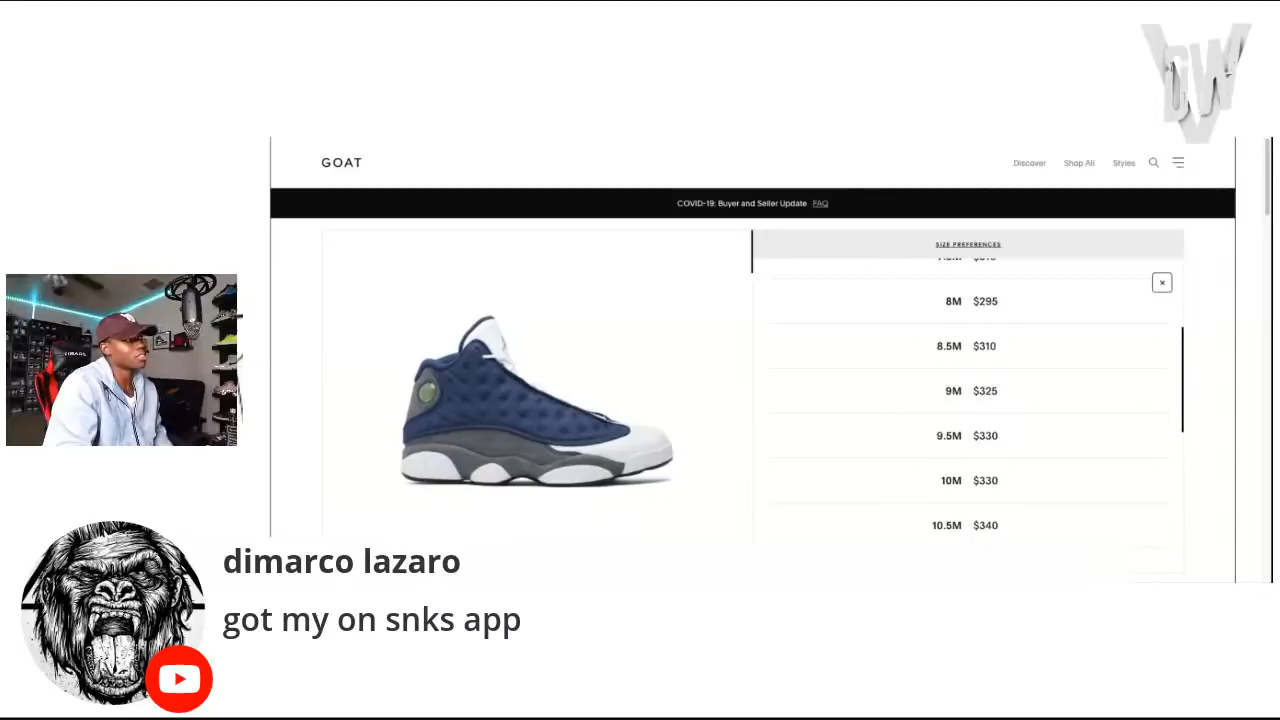 GOAT
Discover Shop All Styles
COVID-19: Buyer and Seller Update FAQ
SIZE PREFERENCES
8M $295
8.5M $310
9M $325
9.5M $330
10M $330
10.5M $340
dimarco lazaro
got my on snks app